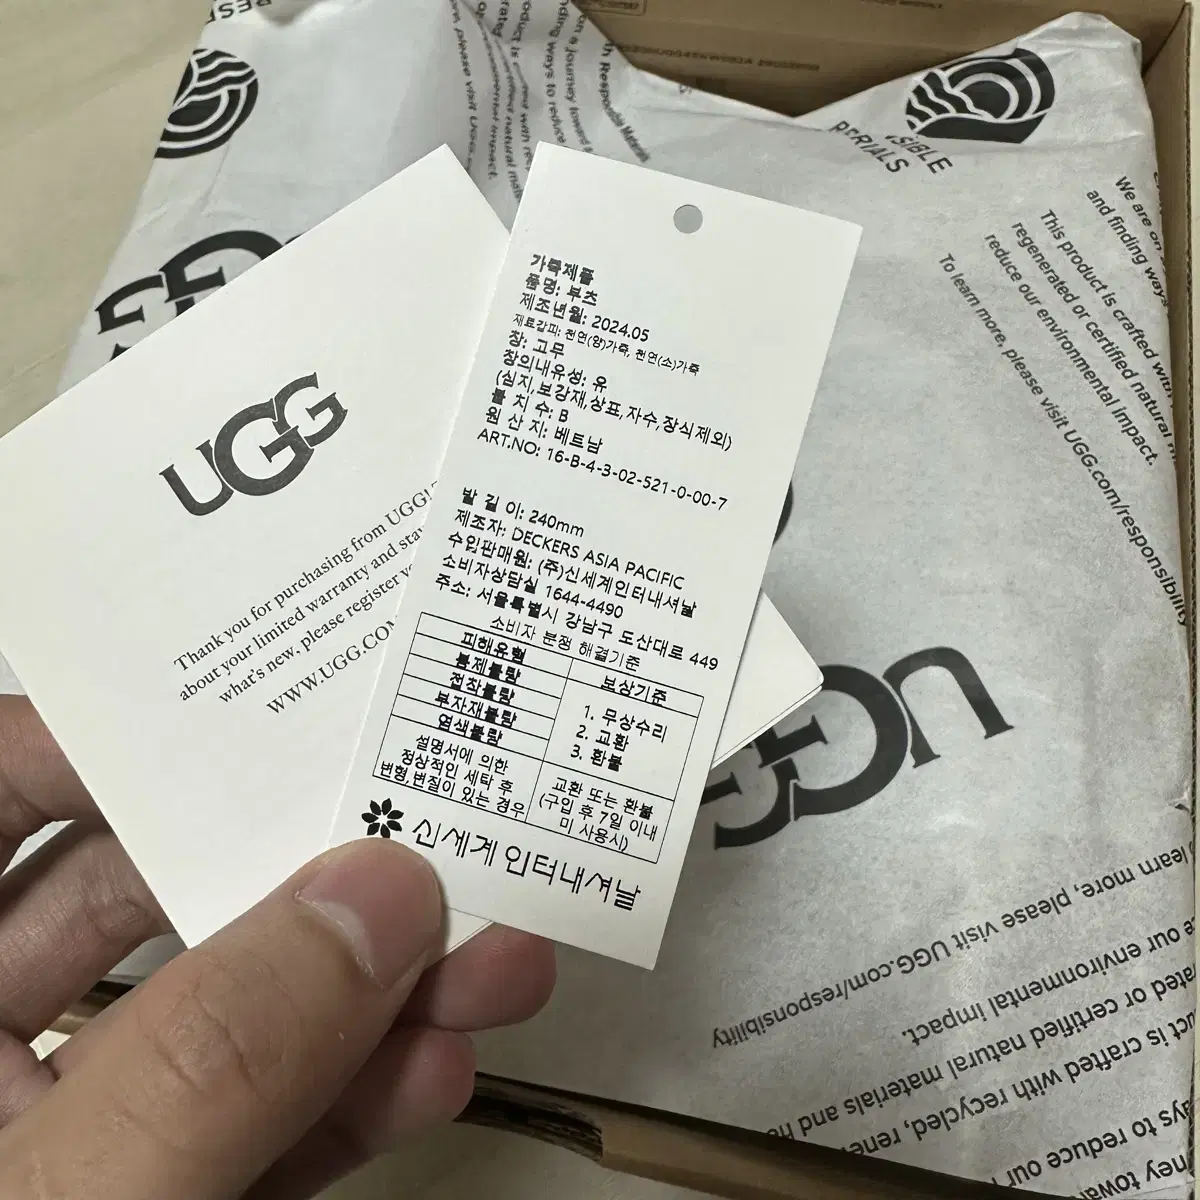 가죽제품
품명: 부츠
제조년월: 2024.05
재료갑피: 천연(양)가죽, 천연(소)가죽
창: 고무
창의내유성: 유
(심지,보강재,상표,자수,장식제외)
볼 치 수: B
원 산 지: 베트남
ART.NO: 16-B-4-3-02-521-0-00-7
발 길 이: 240mm
제조자: DECKERS ASIA PACIFIC
수입판매원: (주)신세계인터내셔날
소비자상담실 1644-4490
주소: 서울특별시 강남구 도산대로 449
소비자 분쟁 해결기준
피해유형
보상기준
봉제불량
접착불량
부자재불량
염색불량
1. 무상수리
2. 교환
3. 환불
설명서에 의한
정상적인 세탁 후
변형,변질이 있는 경우
교환 또는 환불
(구입 후 7일 이내
미 사용시)
신세계인터내셔날
UGG
Thank you for purchasing from UGG!
about your limited warranty and
what's new, please register
WWW.UGG.COM
We are on
and finding ways
This product is crafted with
regenerated or certified natural
reduce our environmental impact.
To learn more, please visit UGG.com/responsibility
UGG
learn more, please visit UGG.com/responsibility
our environmental impact.
or certified natural materials and
is crafted with recycled,
to reduce our